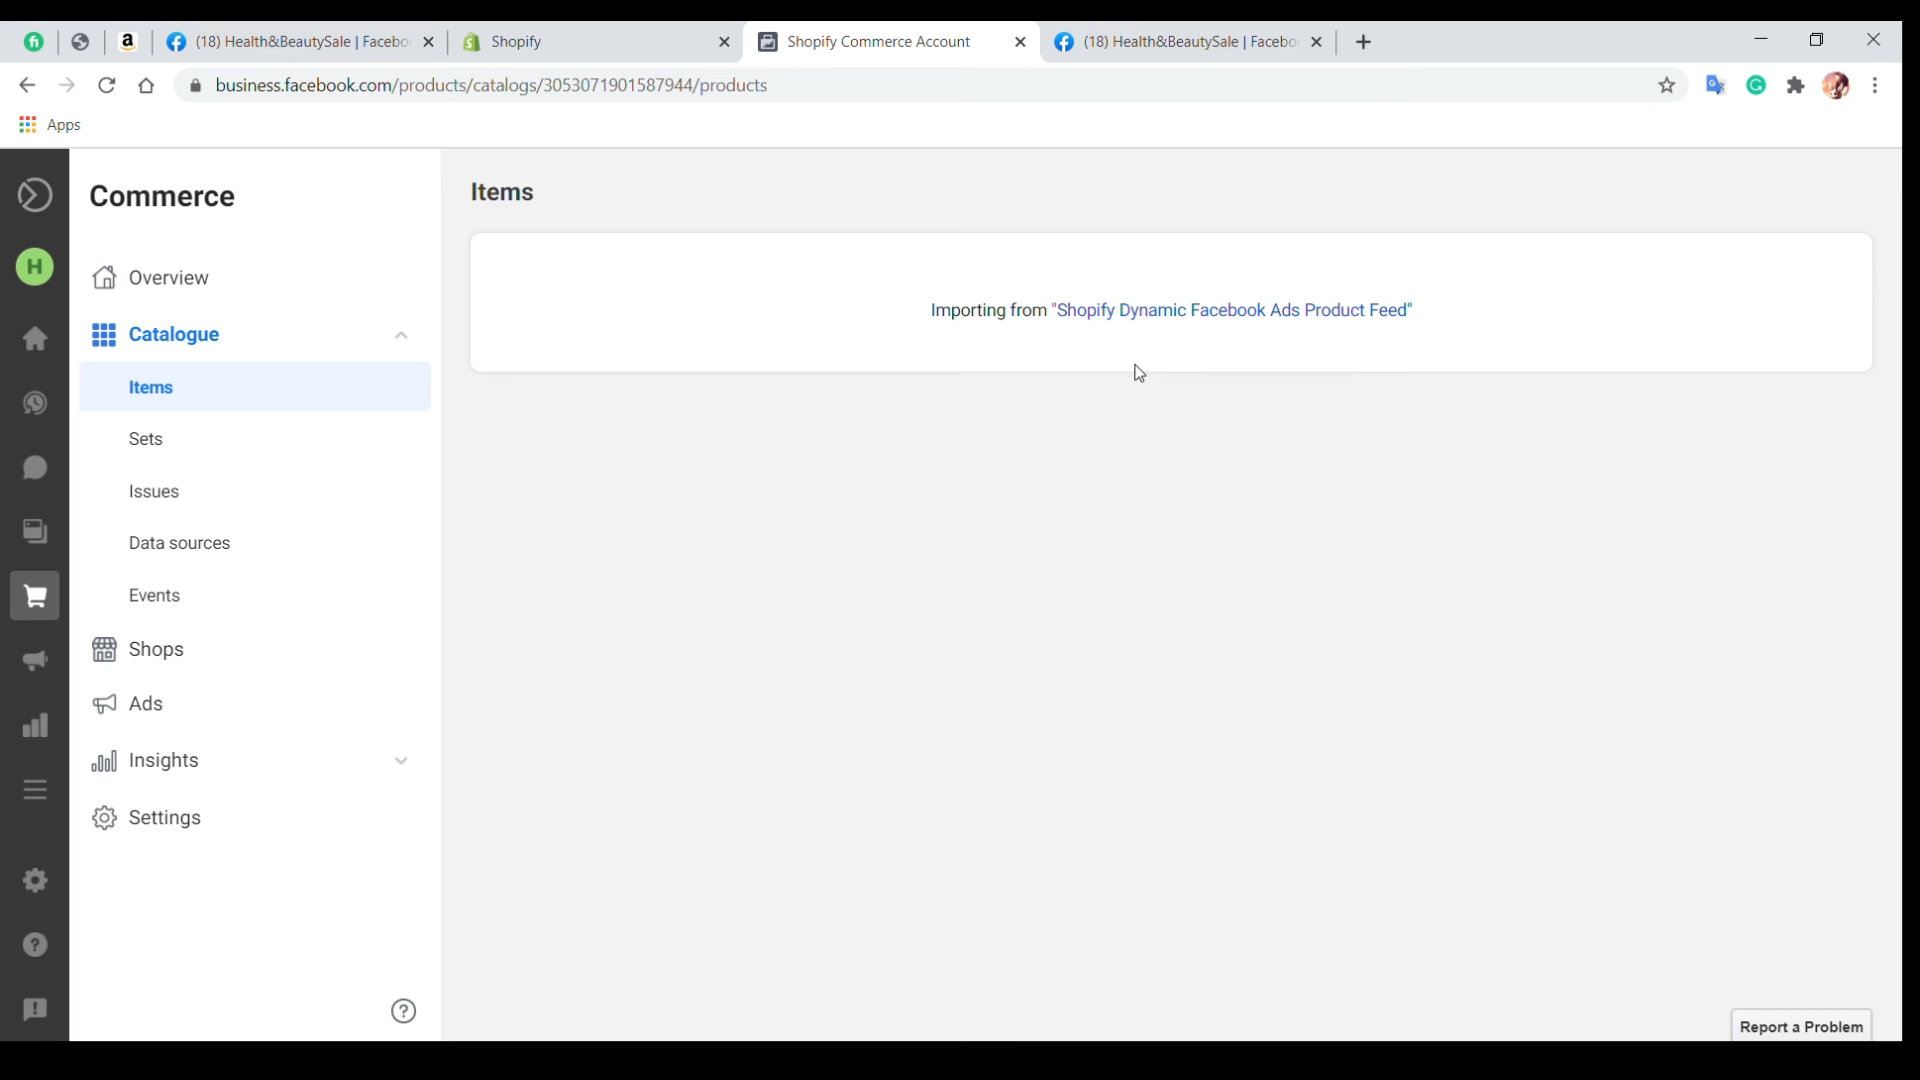 (18) Health&BeautySale | Facebo
Shopify
Shopify Commerce Account
(18) Health&BeautySale | Facebo
business.facebook.com/products/catalogs/3053071901587944/products
Apps
Commerce
H
Overview
Catalogue
Items
Sets
Issues
Data sources
Events
Shops
Ads
Insights
Settings
Items
Importing from "Shopify Dynamic Facebook Ads Product Feed"
Report a Problem